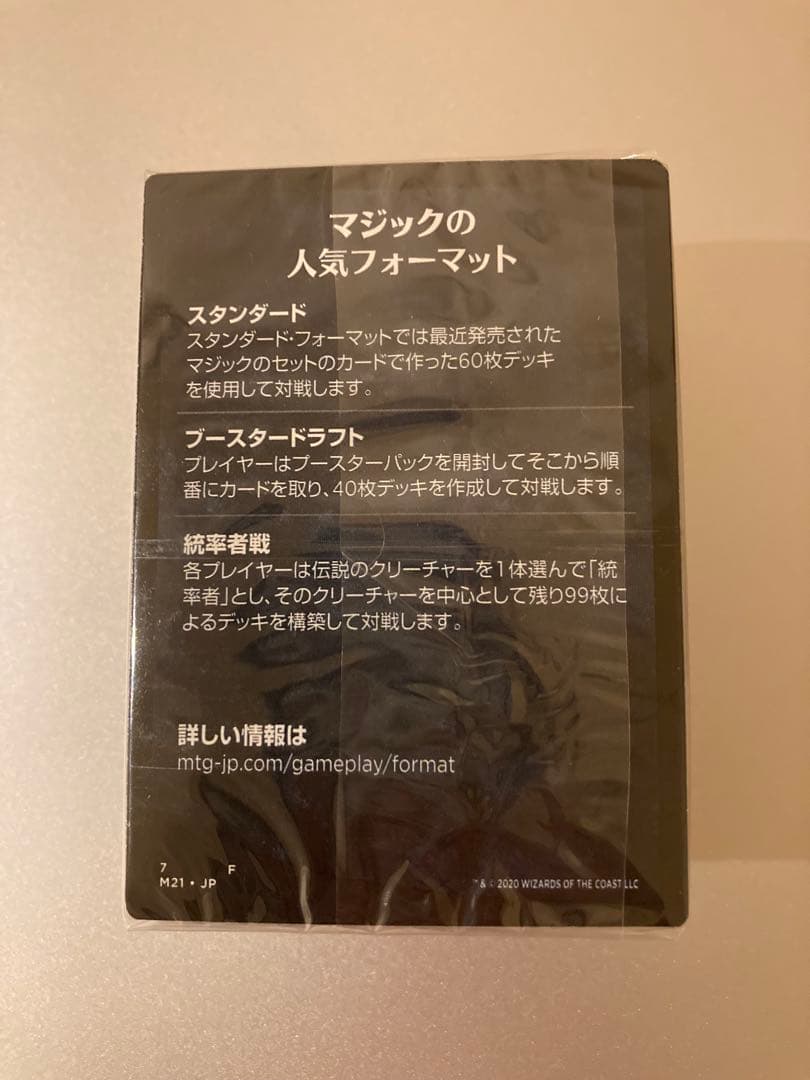 マジックの
人気フォーマット
スタンダード
スタンダード・フォーマットでは最近発売された
マジックのセットのカードで作った60枚デッキ
を使用して対戦します。
ブースタードラフト
プレイヤーはブースターパックを開封してそこから順
番にカードを取り、40枚デッキを作成して対戦します。
統率者戦
各プレイヤーは伝説のクリーチャーを1体選んで「統
率者」とし、そのクリーチャーを中心として残り99枚に
よるデッキを構築して対戦します。
詳しい情報は
mtg-jp.com/gameplay/format
7 F
M21・JP
™ & © 2020 WIZARDS OF THE COAST LLC